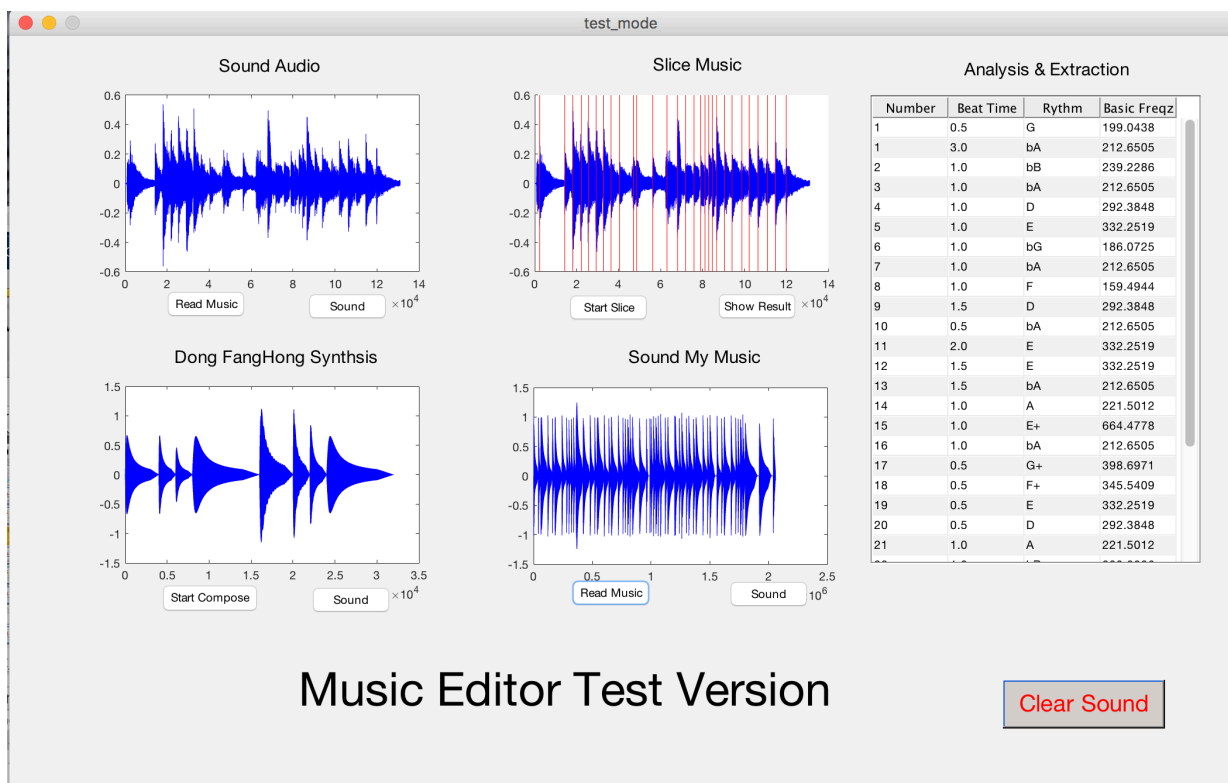 test_mode
Sound Audio
0.6
0.4
0.2
0
-0.2
-0.4
-0.6
0 2 4 6 8 10 12 14
×10^4
Read Music
Sound
Slice Music
0.6
0.4
0.2
0
-0.2
-0.4
-0.6
0 2 4 6 8 10 12 14
×10^4
Start Slice
Show Result
Analysis & Extraction
Number Beat Time Rythm Basic Freqz
1 0.5 G 199.0438
1 3.0 bA 212.6505
2 1.0 bB 239.2286
3 1.0 bA 212.6505
4 1.0 D 292.3848
5 1.0 E 332.2519
6 1.0 bG 186.0725
7 1.0 bA 212.6505
8 1.0 F 159.4944
9 1.5 D 292.3848
10 0.5 bA 212.6505
11 2.0 E 332.2519
12 1.5 E 332.2519
13 1.5 bA 212.6505
14 1.0 A 221.5012
15 1.0 E+ 664.4778
16 1.0 bA 212.6505
17 0.5 G+ 398.6971
18 0.5 F+ 345.5409
19 0.5 E 332.2519
20 0.5 D 292.3848
21 1.0 A 221.5012
Dong FangHong Synthsis
1.5
1
0.5
0
-0.5
-1
-1.5
0 0.5 1 1.5 2 2.5 3 3.5
×10^4
Start Compose
Sound
Sound My Music
1.5
1
0.5
0
-0.5
-1
-1.5
0 0.5 1 1.5 2 2.5
10^6
Read Music
Sound
Music Editor Test Version
Clear Sound